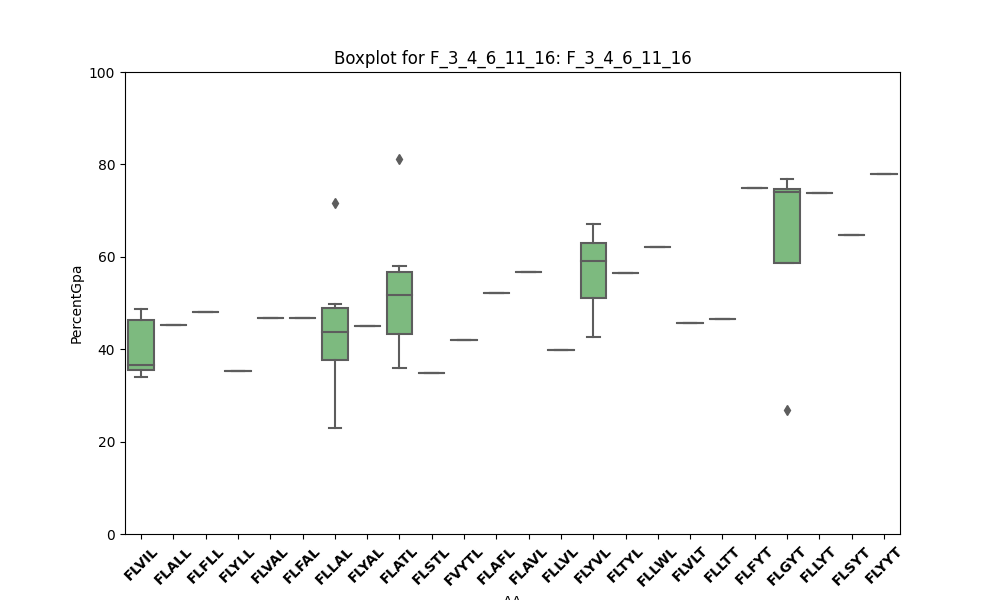 Boxplot for F_3_4_6_11_16: F_3_4_6_11_16
PercentGpa
100
80
60
40
20
0
FLVIL
FLALL
FLFLL
FLYLL
FLVAL
FLFAL
FLLAL
FLYAL
FLATL
FLSTL
FVYTL
FLAFL
FLAVL
FLLVL
FLYVL
FLTYL
FLLWL
FLVLT
FLLTT
FLFYT
FLGYT
FLLYT
FLSYT
FLYYT